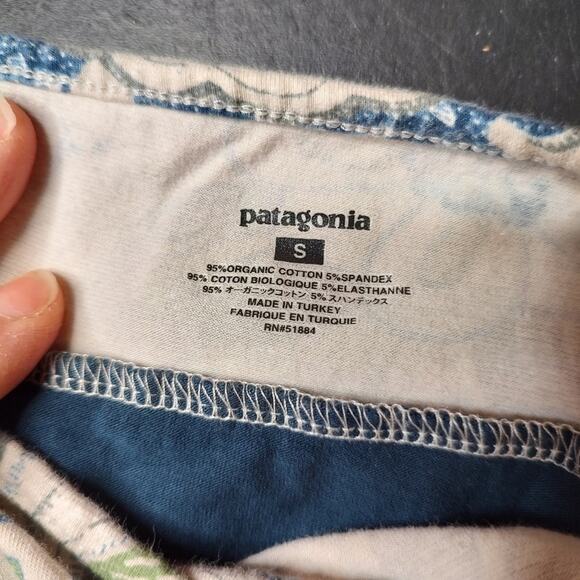 patagonia
S
95%ORGANIC COTTON 5%SPANDEX
95% COTON BIOLOGIQUE 5%ELASTHANNE
95% オーガニックコットン 5% スパンデックス
MADE IN TURKEY
FABRIQUE EN TURQUIE
RN#51884